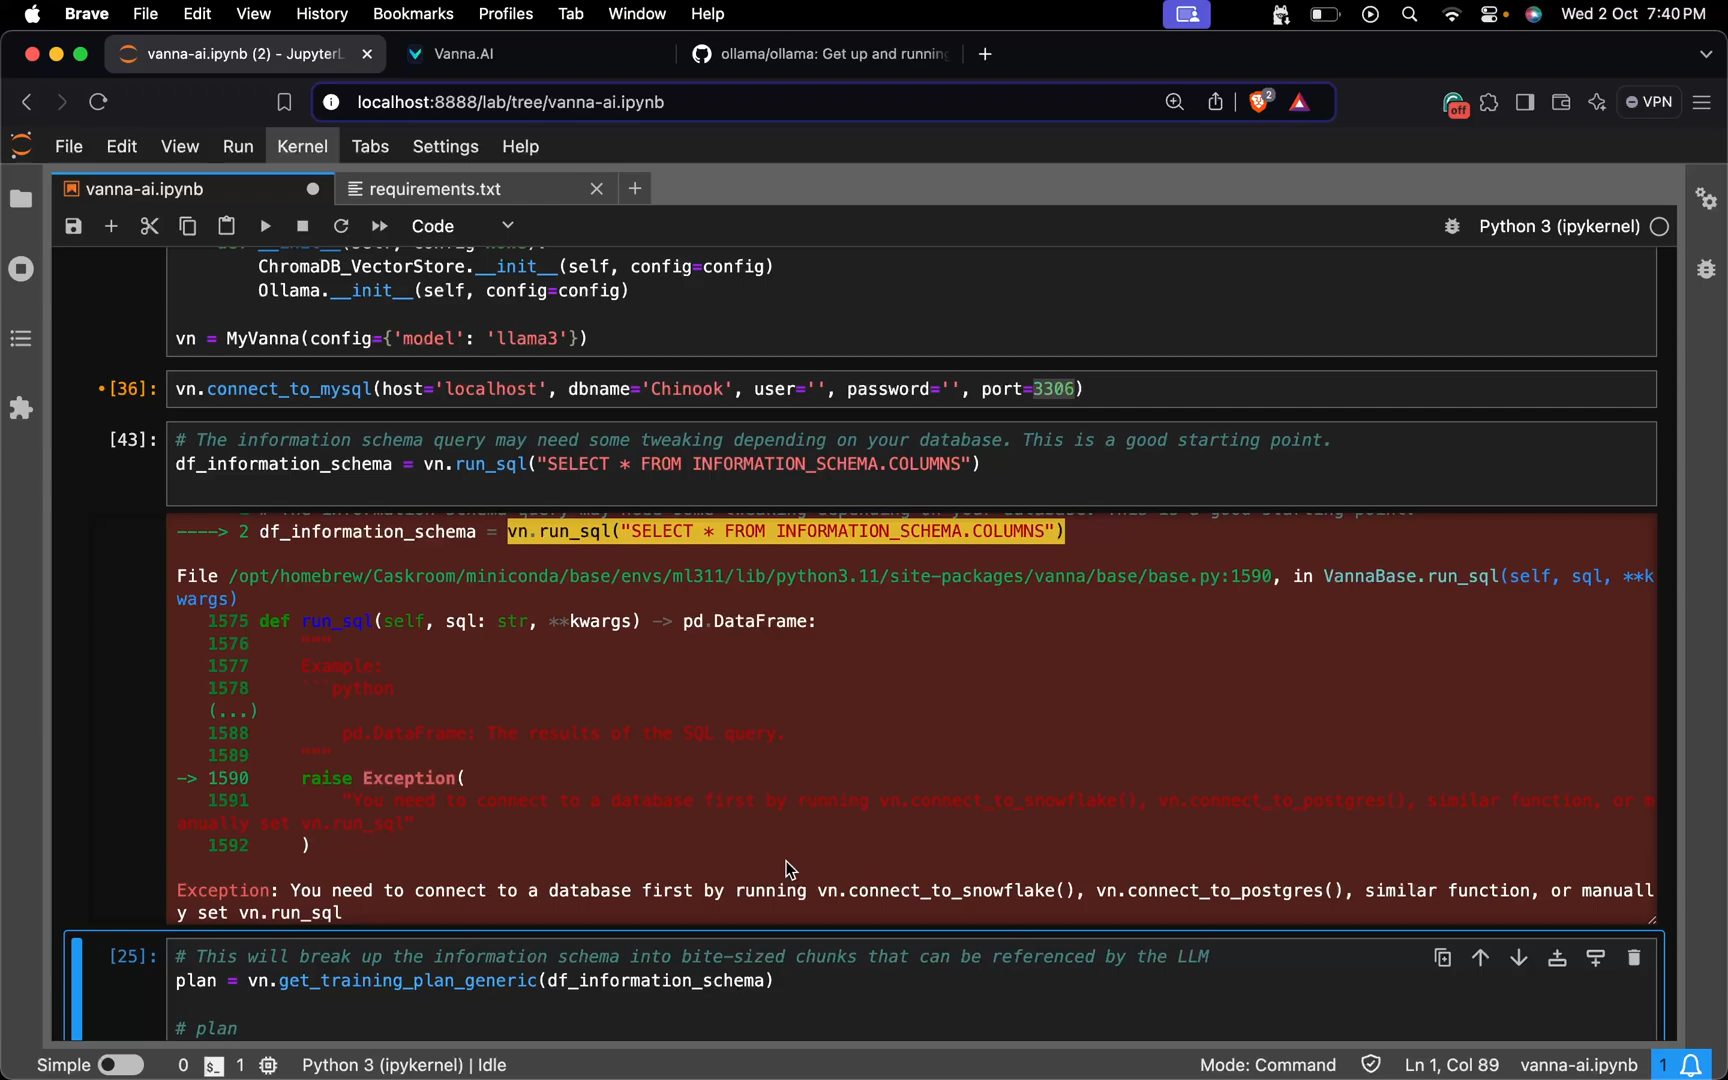 Brave File Edit View History Bookmarks Profiles Tab Window Help Wed 2 Oct 7:40 PM
vanna-ai.ipynb (2) - JupyterL Vanna.AI ollama/ollama: Get up and running
localhost:8888/lab/tree/vanna-ai.ipynb 2 off VPN
File Edit View Run Kernel Tabs Settings Help
vanna-ai.ipynb requirements.txt
Code Python 3 (ipykernel)
ChromaDB_VectorStore.__init__(self, config=config)
Ollama.__init__(self, config=config)
vn = MyVanna(config={'model': 'llama3'})
[36]: vn.connect_to_mysql(host='localhost', dbname='Chinook', user='', password='', port=3306)
[43]: # The information schema query may need some tweaking depending on your database. This is a good starting point.
df_information_schema = vn.run_sql("SELECT * FROM INFORMATION_SCHEMA.COLUMNS")
----> 2 df_information_schema = vn.run_sql("SELECT * FROM INFORMATION_SCHEMA.COLUMNS")
File /opt/homebrew/Caskroom/miniconda/base/envs/ml311/lib/python3.11/site-packages/vanna/base/base.py:1590, in VannaBase.run_sql(self, sql, **k
wargs)
1575 def run_sql(self, sql: str, **kwargs) -> pd.DataFrame:
1576 """
1577 Example:
1578 ```python
(...)
1588 pd.DataFrame: The results of the SQL query.
1589 """
-> 1590 raise Exception(
1591 "You need to connect to a database first by running vn.connect_to_snowflake(), vn.connect_to_postgres(), similar function, or m
anually set vn.run_sql"
1592 )
Exception: You need to connect to a database first by running vn.connect_to_snowflake(), vn.connect_to_postgres(), similar function, or manuall
y set vn.run_sql
[25]: # This will break up the information schema into bite-sized chunks that can be referenced by the LLM
plan = vn.get_training_plan_generic(df_information_schema)
# plan
Simple 0 1 Python 3 (ipykernel) | Idle Mode: Command Ln 1, Col 89 vanna-ai.ipynb 1